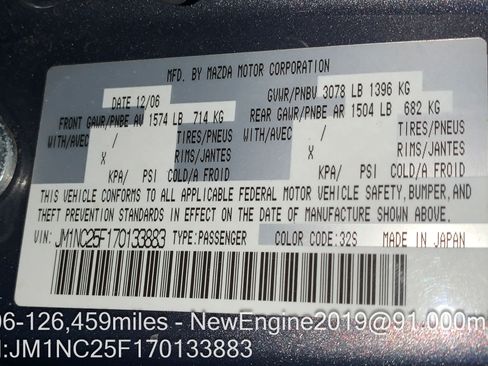 MFD. BY MAZDA MOTOR CORPORATION
DATE 12/06 GVWR/PNBV 3078 LB 1396 KG
FRONT GAWR/PNBE AV 1574 LB 714 KG REAR GAWR/PNBE AR 1504 LB 682 KG
WITH/AVEC / TIRES/PNEUS WITH/AVEC / TIRES/PNEUS
X RIMS/JANTES X RIMS/JANTES
KPA/ PSI COLD/A FROID KPA/ PSI COLD/A FROID
THIS VEHICLE CONFORMS TO ALL APPLICABLE FEDERAL MOTOR VEHICLE SAFETY, BUMPER, AND
THEFT PREVENTION STANDARDS IN EFFECT ON THE DATE OF MANUFACTURE SHOWN ABOVE.
VIN: JM1NC25F170133883 TYPE:PASSENGER COLOR CODE:32S MADE IN JAPAN
06-126,459miles - NewEngine2019@91.000m
:JM1NC25F170133883